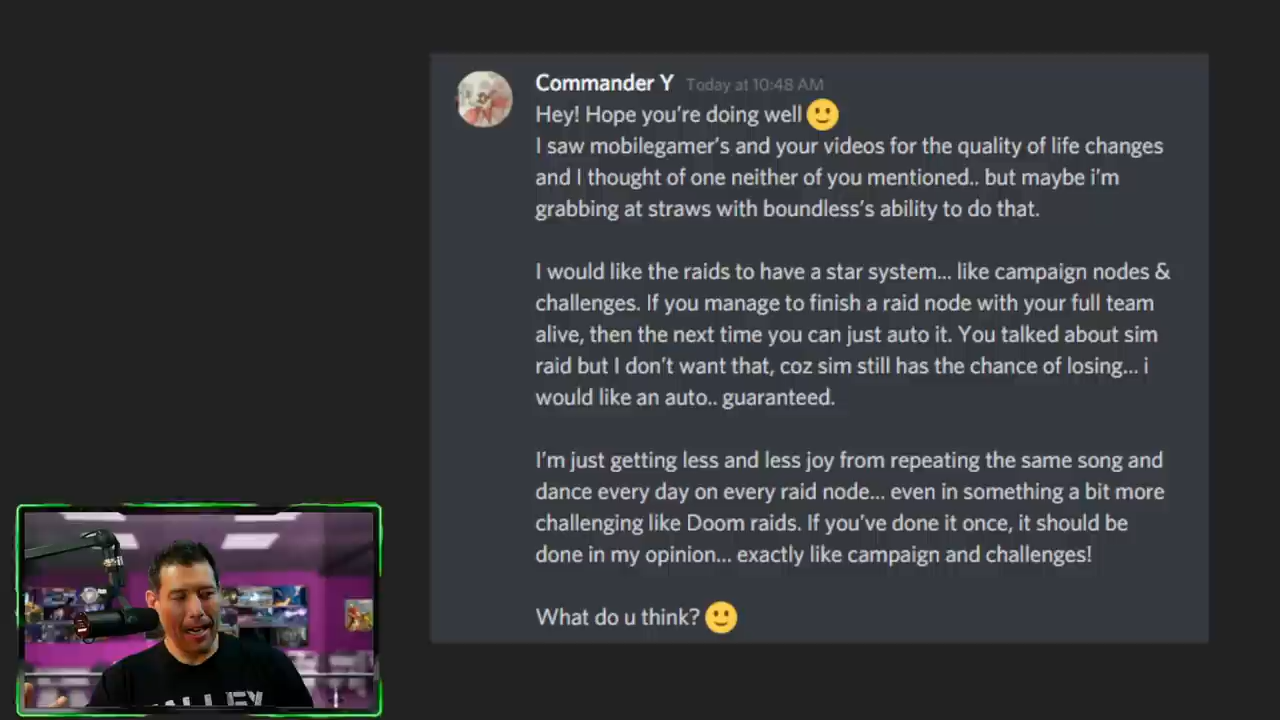 Commander Y Today at 10:48 AM
Hey! Hope you're doing well
I saw mobilegamer's and your videos for the quality of life changes
and I thought of one neither of you mentioned.. but maybe i'm
grabbing at straws with boundless's ability to do that.
I would like the raids to have a star system... like campaign nodes &
challenges. If you manage to finish a raid node with your full team
alive, then the next time you can just auto it. You talked about sim
raid but I don't want that, coz sim still has the chance of losing... i
would like an auto.. guaranteed.
I'm just getting less and less joy from repeating the same song and
dance every day on every raid node... even in something a bit more
challenging like Doom raids. If you've done it once, it should be
done in my opinion... exactly like campaign and challenges!
What do u think?